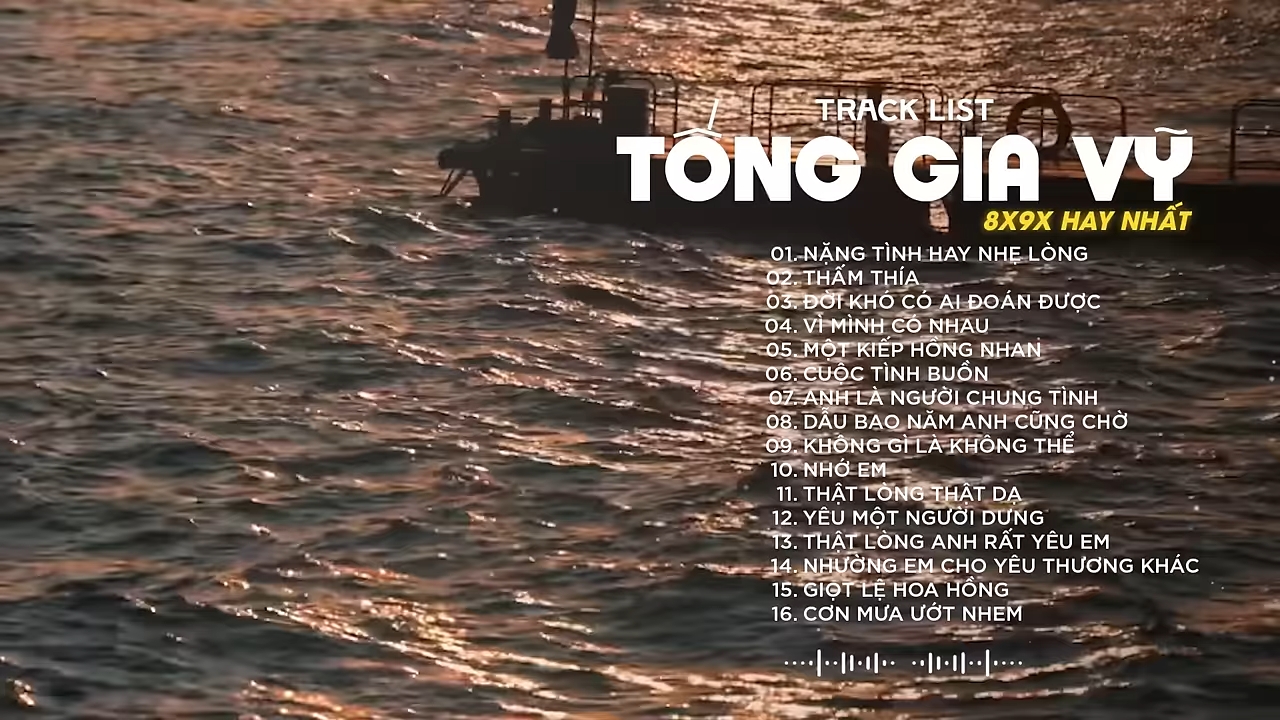 TRACK LIST
TỐNG GIA VỸ
8X9X HAY NHẤT
01. NẶNG TÌNH HAY NHẸ LÒNG
02. THẤM THÍA
03. ĐỜI KHÓ CÓ AI ĐOÁN ĐƯỢC
04. VÌ MÌNH CÓ NHAU
05. MỘT KIẾP HỒNG NHAN
06. CUỘC TÌNH BUỒN
07. ANH LÀ NGƯỜI CHUNG TÌNH
08. DẪU BAO NĂM ANH CŨNG CHỜ
09. KHÔNG GÌ LÀ KHÔNG THỂ
10. NHỚ EM
11. THẬT LÒNG THẬT DẠ
12. YÊU MỘT NGƯỜI DƯNG
13. THẬT LÒNG ANH RẤT YÊU EM
14. NHƯỜNG EM CHO YÊU THƯƠNG KHÁC
15. GIỌT LỆ HOA HỒNG
16. CƠN MƯA ƯỚT NHEM